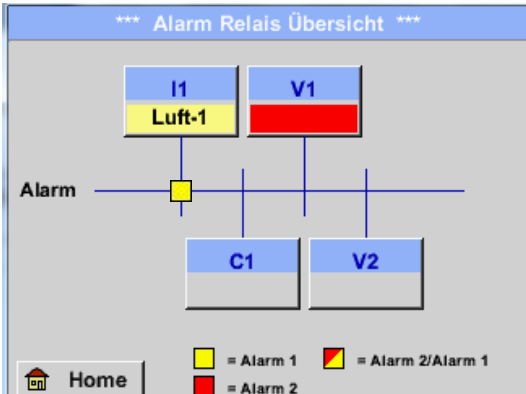 *** Alarm Relais Übersicht ***
I1
V1
Luft-1
Alarm
C1
V2
= Alarm 1
= Alarm 2/Alarm 1
Home
= Alarm 2